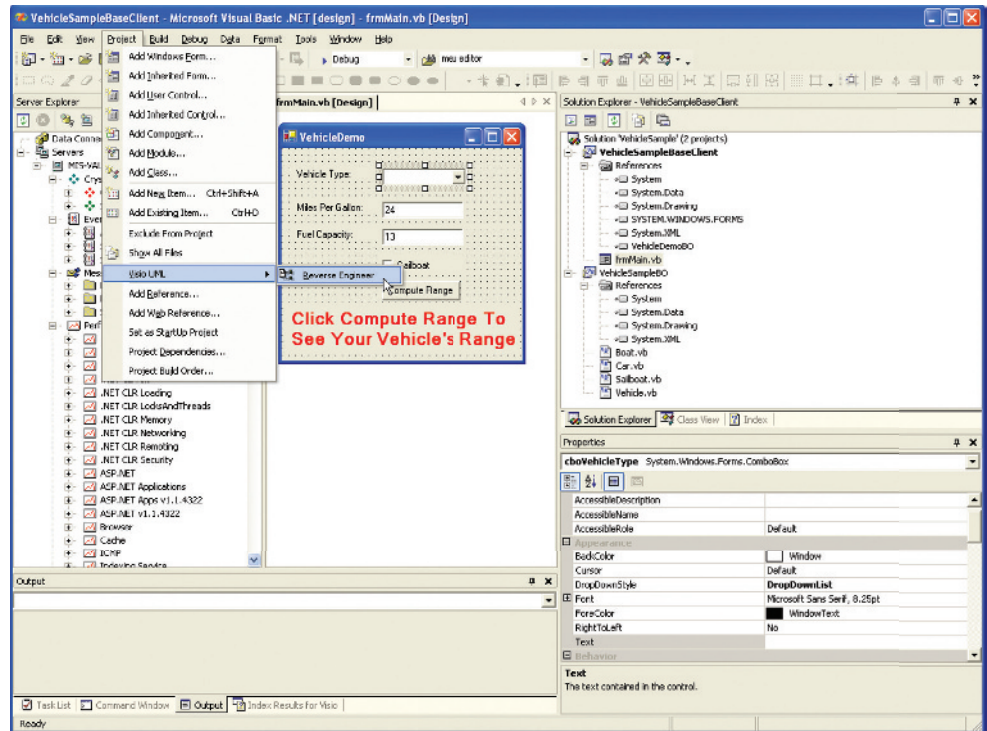 VehicleSampleBaseClient - Microsoft Visual Basic .NET [design] - frmMain.vb [Design]
File Edit View Project Build Debug Data Format Tools Window Help
Debug
meu editor
Server Explorer
Data Conne
Servers
MTS-VAI
Crys
Even
Mes
Perf
.NET CLR Loading
.NET CLR LocksAndThreads
.NET CLR Memory
.NET CLR Networking
.NET CLR Remoting
.NET CLR Security
ASP.NET
ASP.NET Applications
ASP.NET Apps v1.1.4322
ASP.NET v1.1.4322
Browser
Cache
ICMP
Indexing Service
Add Windows Form...
Add Inherited Form...
Add User Control...
Add Inherited Control...
Add Component...
Add Module...
Add Class...
Add New Item... Ctrl+Shift+A
Add Existing Item... Ctrl+D
Exclude From Project
Show All Files
Visio UML
Add Reference...
Add Web Reference...
Set as StartUp Project
Project Dependencies...
Project Build Order...
Reverse Engineer
frmMain.vb [Design]
VehicleDemo
Vehicle Type:
Miles Per Gallon: 24
Fuel Capacity: 13
Sailboat
Compute Range
Click Compute Range To
See Your Vehicle's Range
Solution Explorer - VehicleSampleBaseClient
Solution 'VehicleSample' (2 projects)
VehicleSampleBaseClient
References
System
System.Data
System.Drawing
SYSTEM.WINDOWS.FORMS
System.XML
VehicleDemoBO
frmMain.vb
VehicleSampleBO
References
System
System.Data
System.Drawing
System.XML
Boat.vb
Car.vb
Sailboat.vb
Vehicle.vb
Solution Explorer Class View Index
Properties
cboVehicleType System.Windows.Forms.ComboBox
AccessibleDescription
AccessibleName
AccessibleRole Default
Appearance
BackColor Window
Cursor Default
DropDownStyle DropDownList
Font Microsoft Sans Serif, 8.25pt
ForeColor WindowText
RightToLeft No
Text
Behavior
Text
The text contained in the control.
Output
Task List Command Window Output Index Results for Visio
Ready